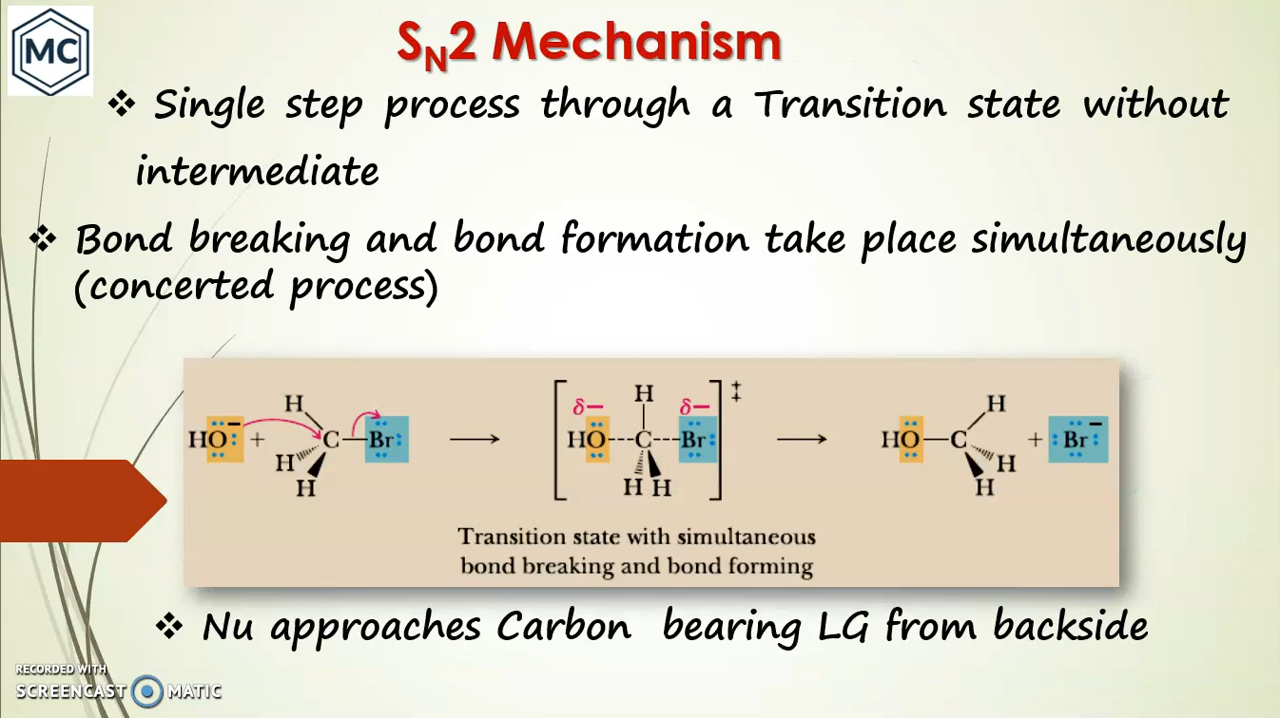 MC
SN2 Mechanism
❖ Single step process through a Transition state without
intermediate
❖ Bond breaking and bond formation take place simultaneously
(concerted process)
H H H
δ− δ− ‡
HO:− + C—Br: ⟶ [HO---C---Br:] ⟶ HO—C + :Br:−
H H H H
H H
Transition state with simultaneous
bond breaking and bond forming
❖ Nu approaches Carbon bearing LG from backside
RECORDED WITH
SCREENCAST MATIC